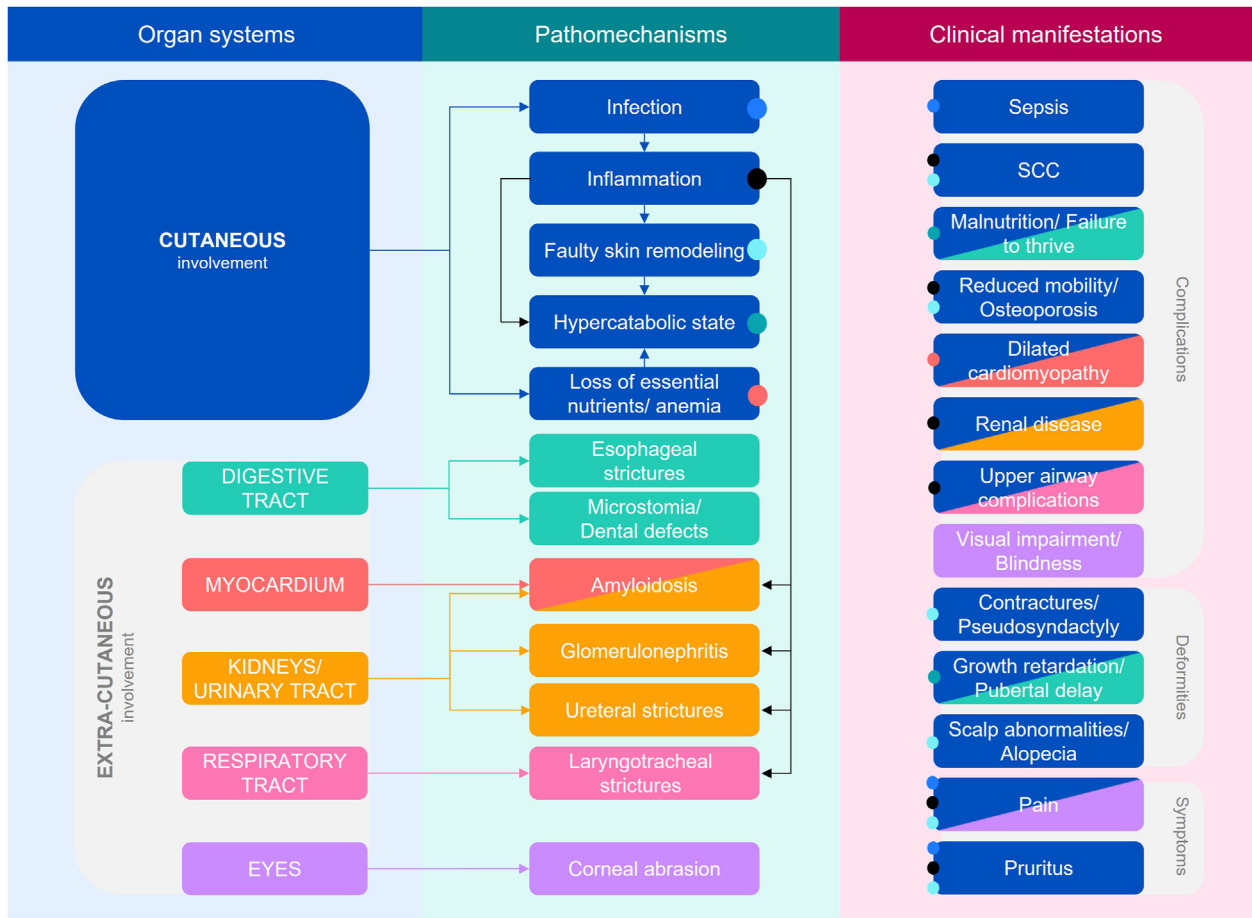 Organ systems
Pathomechanisms
Clinical manifestations
CUTANEOUS
involvement
EXTRA-CUTANEOUS
involvement
DIGESTIVE
TRACT
MYOCARDIUM
KIDNEYS/
URINARY TRACT
RESPIRATORY
TRACT
EYES
Infection
Inflammation
Faulty skin remodeling
Hypercatabolic state
Loss of essential
nutrients/ anemia
Esophageal
strictures
Microstomia/
Dental defects
Amyloidosis
Glomerulonephritis
Ureteral strictures
Laryngotracheal
strictures
Corneal abrasion
Sepsis
SCC
Malnutrition/ Failure
to thrive
Reduced mobility/
Osteoporosis
Dilated
cardiomyopathy
Renal disease
Upper airway
complications
Visual impairment/
Blindness
Complications
Contractures/
Pseudosyndactyly
Growth retardation/
Pubertal delay
Scalp abnormalities/
Alopecia
Deformities
Pain
Pruritus
Symptoms